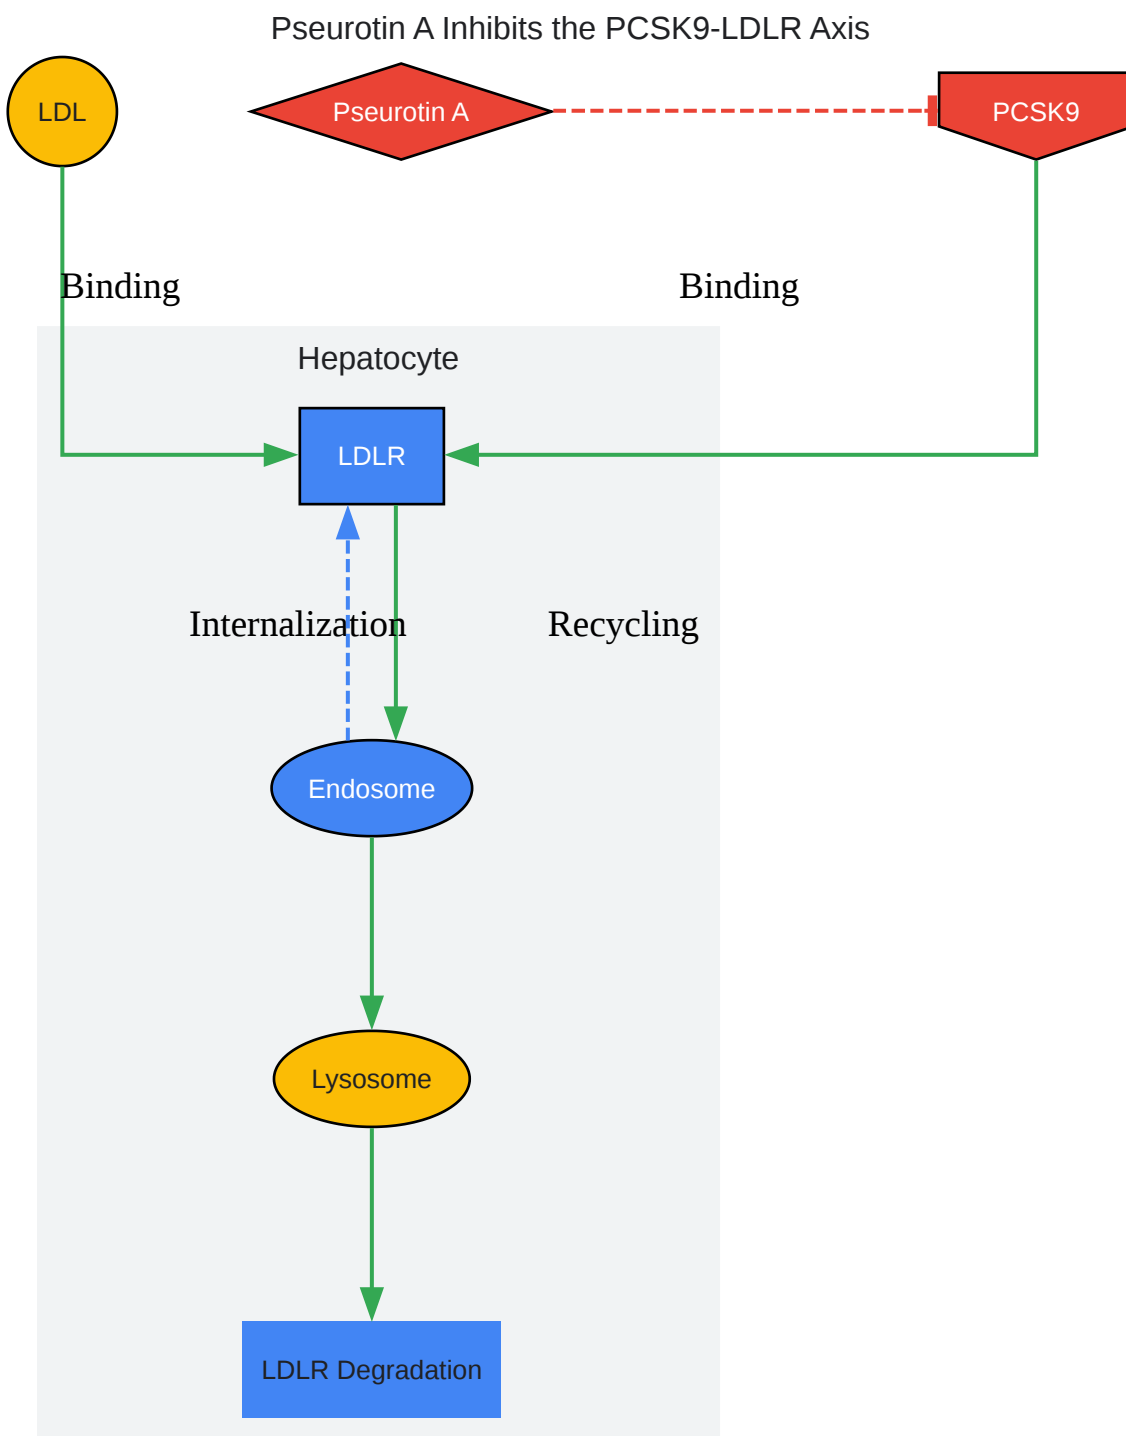 Pseurotin A Inhibits the PCSK9-LDLR Axis
LDL
Pseurotin A
PCSK9
Binding
Binding
Hepatocyte
LDLR
Internalization
Recycling
Endosome
Lysosome
LDLR Degradation